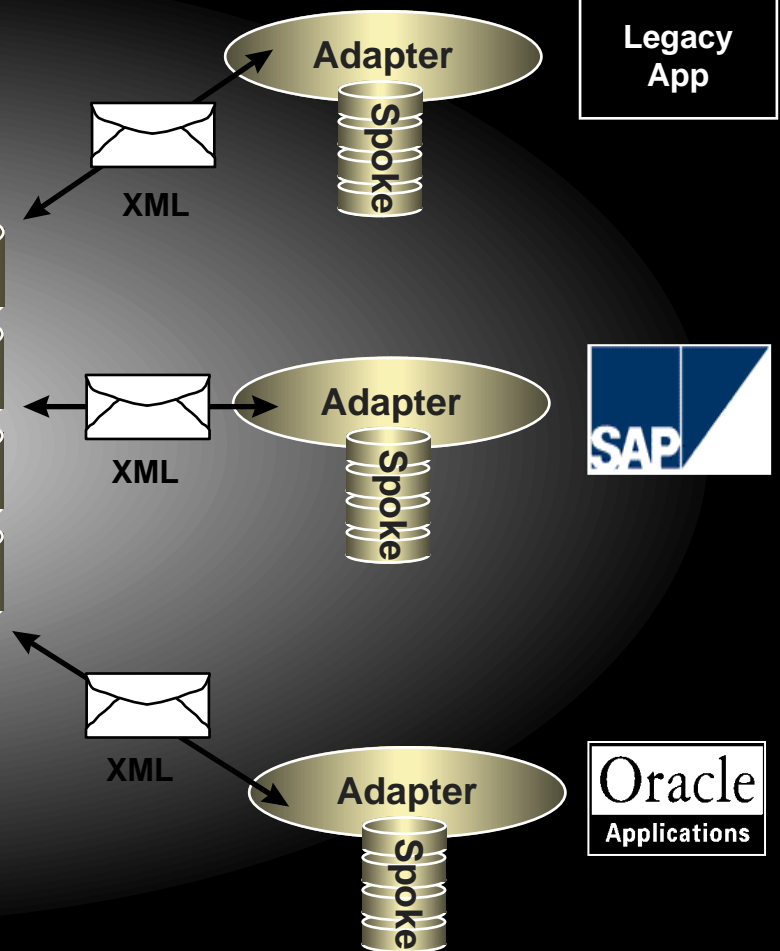 Adapter
Legacy
App
Spoke
XML
Adapter
SAP
Spoke
XML
Adapter
Oracle
Applications
Spoke
XML